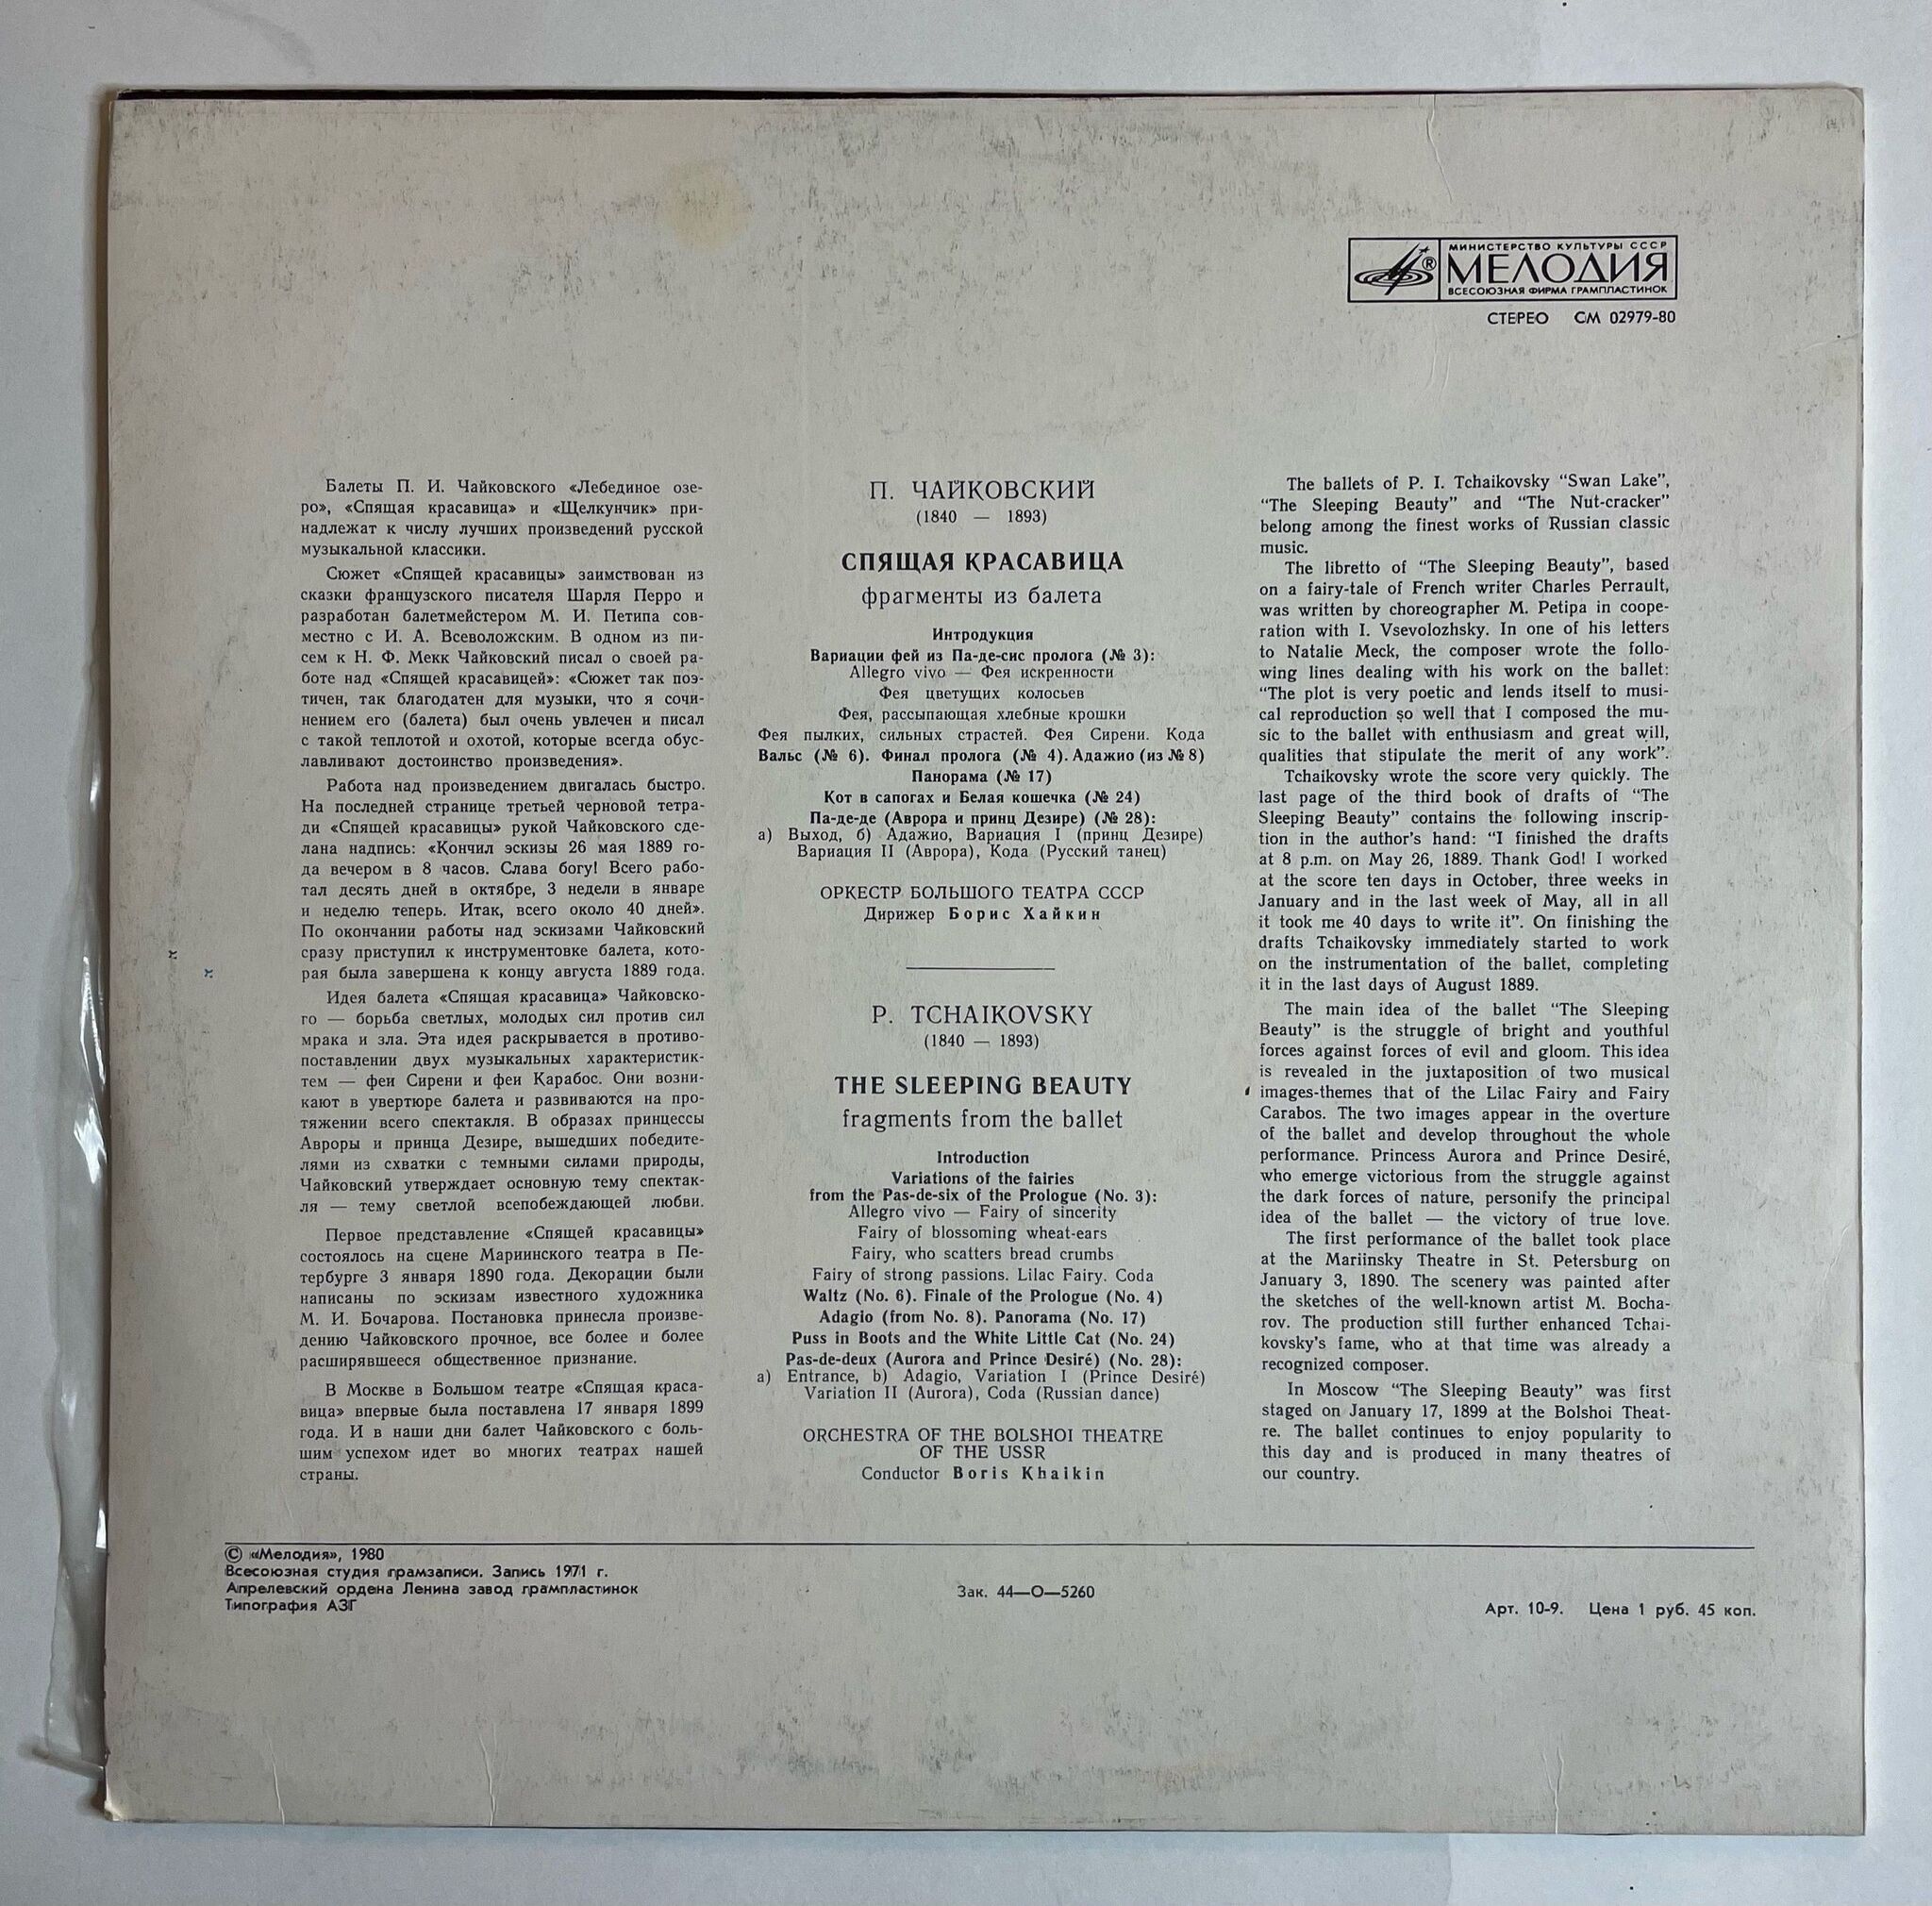 МИНИСТЕРСТВО КУЛЬТУРЫ СССР
МЕЛОДИЯ
ВСЕСОЮЗНАЯ ФИРМА ГРАМПЛАСТИНОК
СТЕРЕО СМ 02979-80
Балеты П. И. Чайковского «Лебединое озе-
ро», «Спящая красавица» и «Щелкунчик» при-
надлежат к числу лучших произведений русской
музыкальной классики.
Сюжет «Спящей красавицы» заимствован из
сказки французского писателя Шарля Перро и
разработан балетмейстером М. И. Петипа сов-
местно с И. А. Всеволожским. В одном из пи-
сем к Н. Ф. Мекк Чайковский писал о своей ра-
боте над «Спящей красавицей»: «Сюжет так поэ-
тичен, так благодатен для музыки, что я сочи-
нением его (балета) был очень увлечен и писал
с такой теплотой и охотой, которые всегда обус-
лавливают достоинство произведения».
Работа над произведением двигалась быстро.
На последней странице третьей черновой тетра-
ди «Спящей красавицы» рукой Чайковского сде-
лана надпись: «Кончил эскизы 26 мая 1889 го-
да вечером в 8 часов. Слава богу! Всего рабо-
тал десять дней в октябре, 3 недели в январе
и неделю теперь. Итак, всего около 40 дней».
По окончании работы над эскизами Чайковский
сразу приступил к инструментовке балета, кото-
рая была завершена к концу августа 1889 года.
Идея балета «Спящая красавица» Чайковско-
го — борьба светлых, молодых сил против сил
мрака и зла. Эта идея раскрывается в противо-
поставлении двух музыкальных характеристик-
тем — феи Сирени и феи Карабос. Они возни-
кают в увертюре балета и развиваются на про-
тяжении всего спектакля. В образах принцессы
Авроры и принца Дезире, вышедших победите-
лями из схватки с темными силами природы,
Чайковский утверждает основную тему спектак-
ля — тему светлой всепобеждающей любви.
Первое представление «Спящей красавицы»
состоялось на сцене Мариинского театра в Пе-
тербурге 3 января 1890 года. Декорации были
написаны по эскизам известного художника
М. И. Бочарова. Постановка принесла произве-
дению Чайковского прочное, все более и более
расширявшееся общественное признание.
В Москве в Большом театре «Спящая краса-
вица» впервые была поставлена 17 января 1899
года. И в наши дни балет Чайковского с боль-
шим успехом идет во многих театрах нашей
страны.
П. ЧАЙКОВСКИЙ
(1840 — 1893)
СПЯЩАЯ КРАСАВИЦА
фрагменты из балета
Интродукция
Вариации фей из Па-де-сис пролога (№ 3):
Allegro vivo — Фея искренности
Фея цветущих колосьев
Фея, рассыпающая хлебные крошки
Фея пылких, сильных страстей. Фея Сирени. Кода
Вальс (№ 6). Финал пролога (№ 4). Адажио (из № 8)
Панорама (№ 17)
Кот в сапогах и Белая кошечка (№ 24)
Па-де-де (Аврора и принц Дезире) (№ 28):
а) Выход, б) Адажио, Вариация I (принц Дезире)
Вариация II (Аврора), Кода (Русский танец)
ОРКЕСТР БОЛЬШОГО ТЕАТРА СССР
Дирижер Борис Хайкин
P. TCHAIKOVSKY
(1840 — 1893)
THE SLEEPING BEAUTY
fragments from the ballet
Introduction
Variations of the fairies
from the Pas-de-six of the Prologue (No. 3):
Allegro vivo — Fairy of sincerity
Fairy of blossoming wheat-ears
Fairy, who scatters bread crumbs
Fairy of strong passions. Lilac Fairy. Coda
Waltz (No. 6). Finale of the Prologue (No. 4)
Adagio (from No. 8). Panorama (No. 17)
Puss in Boots and the White Little Cat (No. 24)
Pas-de-deux (Aurora and Prince Desiré) (No. 28):
a) Entrance, b) Adagio, Variation I (Prince Desiré)
Variation II (Aurora), Coda (Russian dance)
ORCHESTRA OF THE BOLSHOI THEATRE
OF THE USSR
Conductor Boris Khaikin
The ballets of P. I. Tchaikovsky “Swan Lake”,
“The Sleeping Beauty” and “The Nut-cracker”
belong among the finest works of Russian classic
music.
The libretto of “The Sleeping Beauty”, based
on a fairy-tale of French writer Charles Perrault,
was written by choreographer M. Petipa in coope-
ration with I. Vsevolozhsky. In one of his letters
to Natalie Meck, the composer wrote the follo-
wing lines dealing with his work on the ballet:
“The plot is very poetic and lends itself to musi-
cal reproduction so well that I composed the mu-
sic to the ballet with enthusiasm and great will,
qualities that stipulate the merit of any work”.
Tchaikovsky wrote the score very quickly. The
last page of the third book of drafts of “The
Sleeping Beauty” contains the following inscrip-
tion in the author's hand: “I finished the drafts
at 8 p.m. on May 26, 1889. Thank God! I worked
at the score ten days in October, three weeks in
January and in the last week of May, all in all
it took me 40 days to write it”. On finishing the
drafts Tchaikovsky immediately started to work
on the instrumentation of the ballet, completing
it in the last days of August 1889.
The main idea of the ballet “The Sleeping
Beauty” is the struggle of bright and youthful
forces against forces of evil and gloom. This idea
is revealed in the juxtaposition of two musical
images-themes that of the Lilac Fairy and Fairy
Carabos. The two images appear in the overture
of the ballet and develop throughout the whole
performance. Princess Aurora and Prince Desiré,
who emerge victorious from the struggle against
the dark forces of nature, personify the principal
idea of the ballet — the victory of true love.
The first performance of the ballet took place
at the Mariinsky Theatre in St. Petersburg on
January 3, 1890. The scenery was painted after
the sketches of the well-known artist M. Bocha-
rov. The production still further enhanced Tchai-
kovsky's fame, who at that time was already a
recognized composer.
In Moscow “The Sleeping Beauty” was first
staged on January 17, 1899 at the Bolshoi Theat-
re. The ballet continues to enjoy popularity to
this day and is produced in many theatres of
our country.
© «Мелодия», 1980
Всесоюзная студия грамзаписи. Запись 1971 г.
Апрелевский ордена Ленина завод грампластинок
Типография АЗГ
Зак. 44—О—5260
Арт. 10-9. Цена 1 руб. 45 коп.